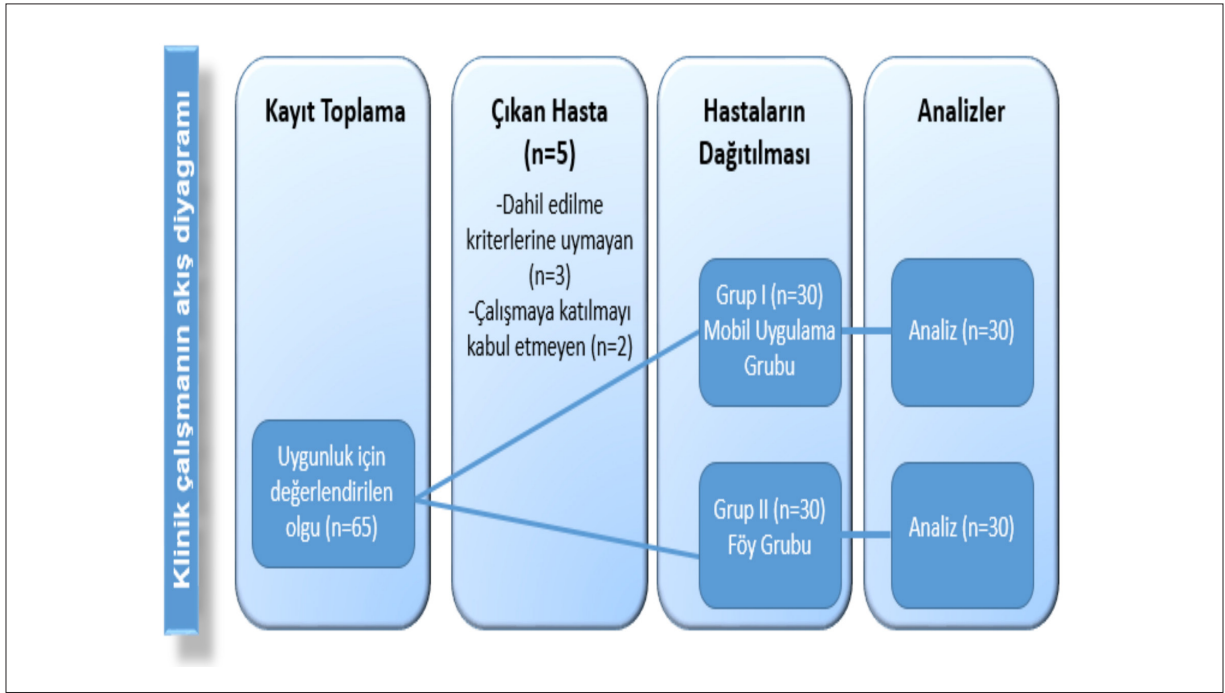 Klinik çalışmanın akış diyagramı
Kayıt Toplama
Uygunluk için
değerlendirilen
olgu (n=65)
Çıkan Hasta
(n=5)
-Dahil edilme
kriterlerine uymayan
(n=3)
-Çalışmaya katılmayı
kabul etmeyen (n=2)
Hastaların
Dağıtılması
Grup I (n=30)
Mobil Uygulama
Grubu
Grup II (n=30)
Föy Grubu
Analizler
Analiz (n=30)
Analiz (n=30)